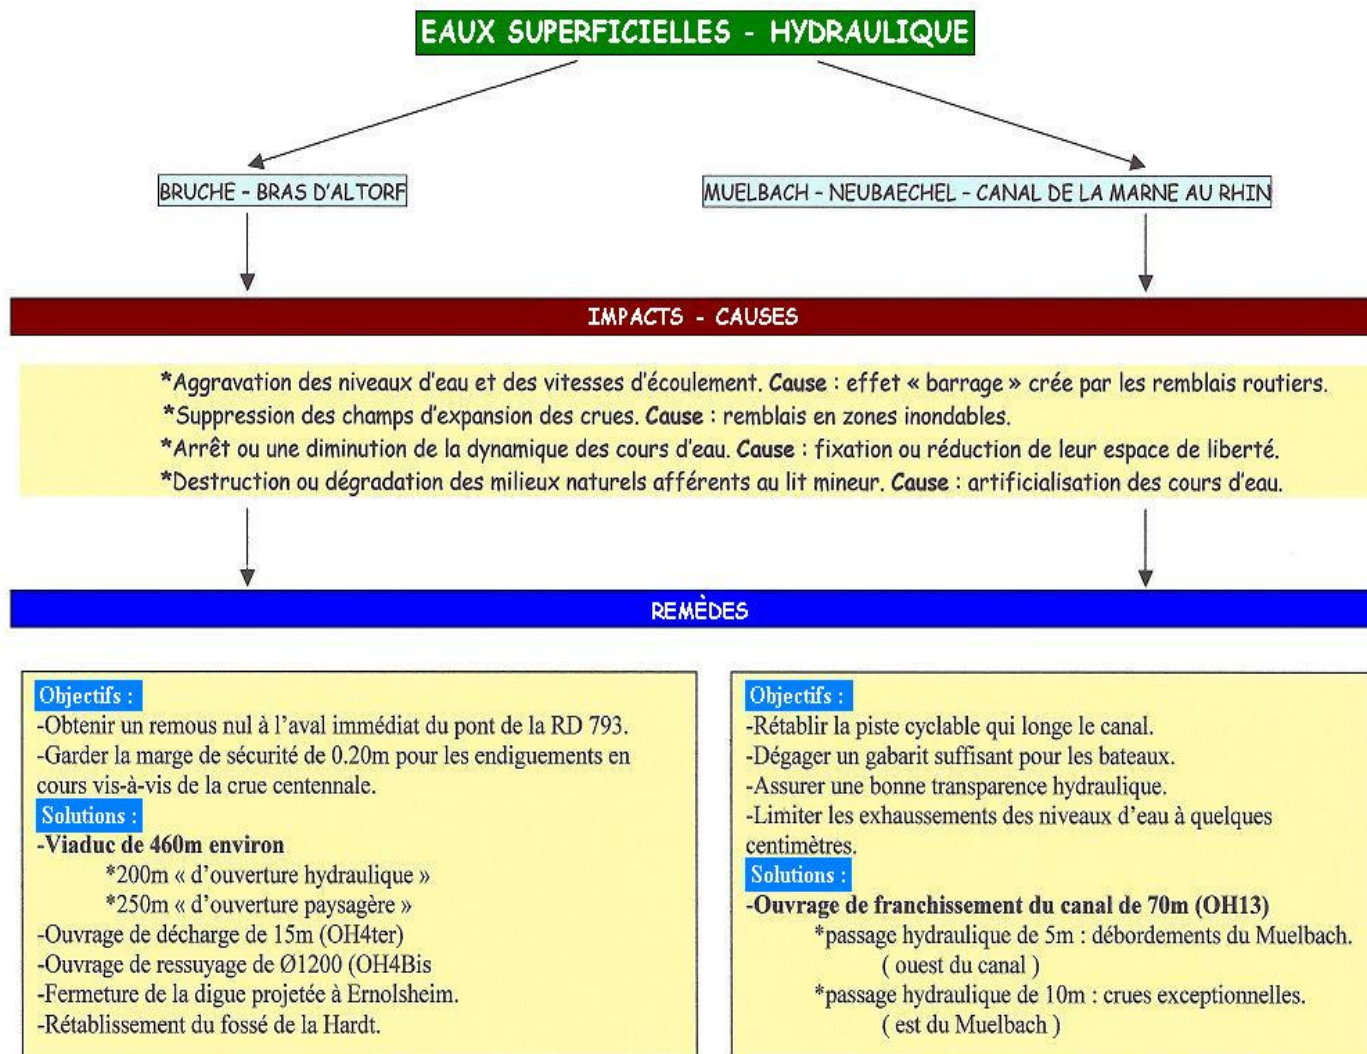 EAUX SUPERFICIELLES - HYDRAULIQUE
BRUCHE - BRAS D'ALTORF
MUELBACH - NEUBAECHEL - CANAL DE LA MARNE AU RHIN
IMPACTS - CAUSES
*Aggravation des niveaux d'eau et des vitesses d'écoulement. Cause : effet « barrage » crée par les remblais routiers.
*Suppression des champs d'expansion des crues. Cause : remblais en zones inondables.
*Arrêt ou une diminution de la dynamique des cours d'eau. Cause : fixation ou réduction de leur espace de liberté.
*Destruction ou dégradation des milieux naturels afférents au lit mineur. Cause : artificialisation des cours d'eau.
REMÈDES
Objectifs :
-Obtenir un remous nul à l'aval immédiat du pont de la RD 793.
-Garder la marge de sécurité de 0.20m pour les endiguements en
cours vis-à-vis de la crue centennale.
Solutions :
-Viaduc de 460m environ
*200m « d'ouverture hydraulique »
*250m « d'ouverture paysagère »
-Ouvrage de décharge de 15m (OH4ter)
-Ouvrage de ressuyage de Ø1200 (OH4Bis
-Fermeture de la digue projetée à Ernolsheim.
-Rétablissement du fossé de la Hardt.
Objectifs :
-Rétablir la piste cyclable qui longe le canal.
-Dégager un gabarit suffisant pour les bateaux.
-Assurer une bonne transparence hydraulique.
-Limiter les exhaussements des niveaux d'eau à quelques
centimètres.
Solutions :
-Ouvrage de franchissement du canal de 70m (OH13)
*passage hydraulique de 5m : débordements du Muelbach.
( ouest du canal )
*passage hydraulique de 10m : crues exceptionnelles.
( est du Muelbach )